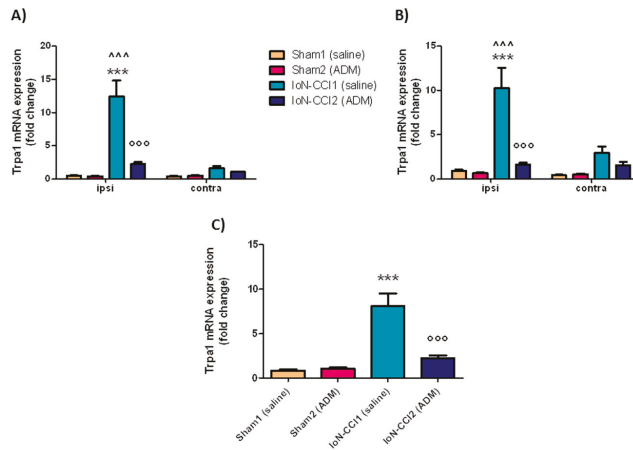 A)
Trpa1 mRNA expression
(fold change)
20
15
10
5
0
^^^
***
°°°
ipsi
contra
Sham1 (saline)
Sham2 (ADM)
IoN-CCI1 (saline)
IoN-CCI2 (ADM)
B)
Trpa1 mRNA expression
(fold change)
15
10
5
0
^^^
***
°°°
ipsi
contra
C)
Trpa1 mRNA expression
(fold change)
15
10
5
0
***
°°°
Sham1 (saline)
Sham2 (ADM)
IoN-CCI1 (saline)
IoN-CCI2 (ADM)